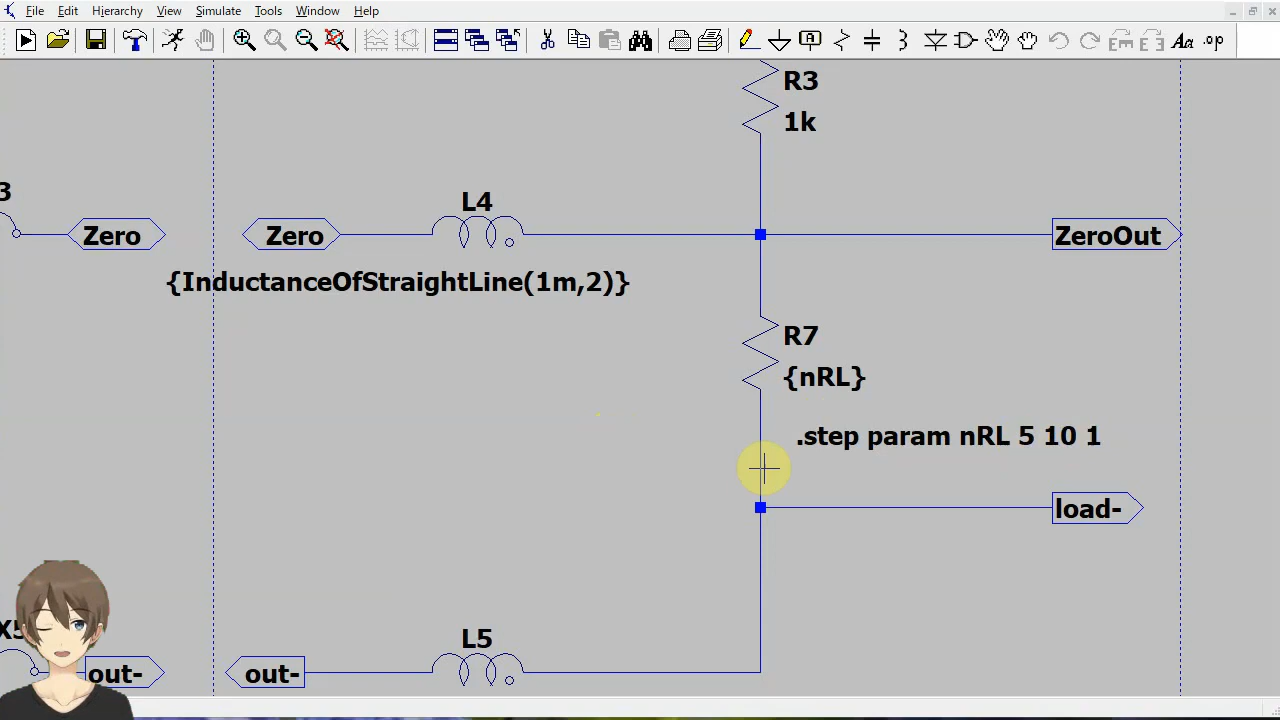 File Edit Hierarchy View Simulate Tools Window Help
.op
R3
1k
3
L4
Zero
Zero
ZeroOut
{InductanceOfStraightLine(1m,2)}
R7
{nRL}
.step param nRL 5 10 1
load-
L5
X5
out-
out-